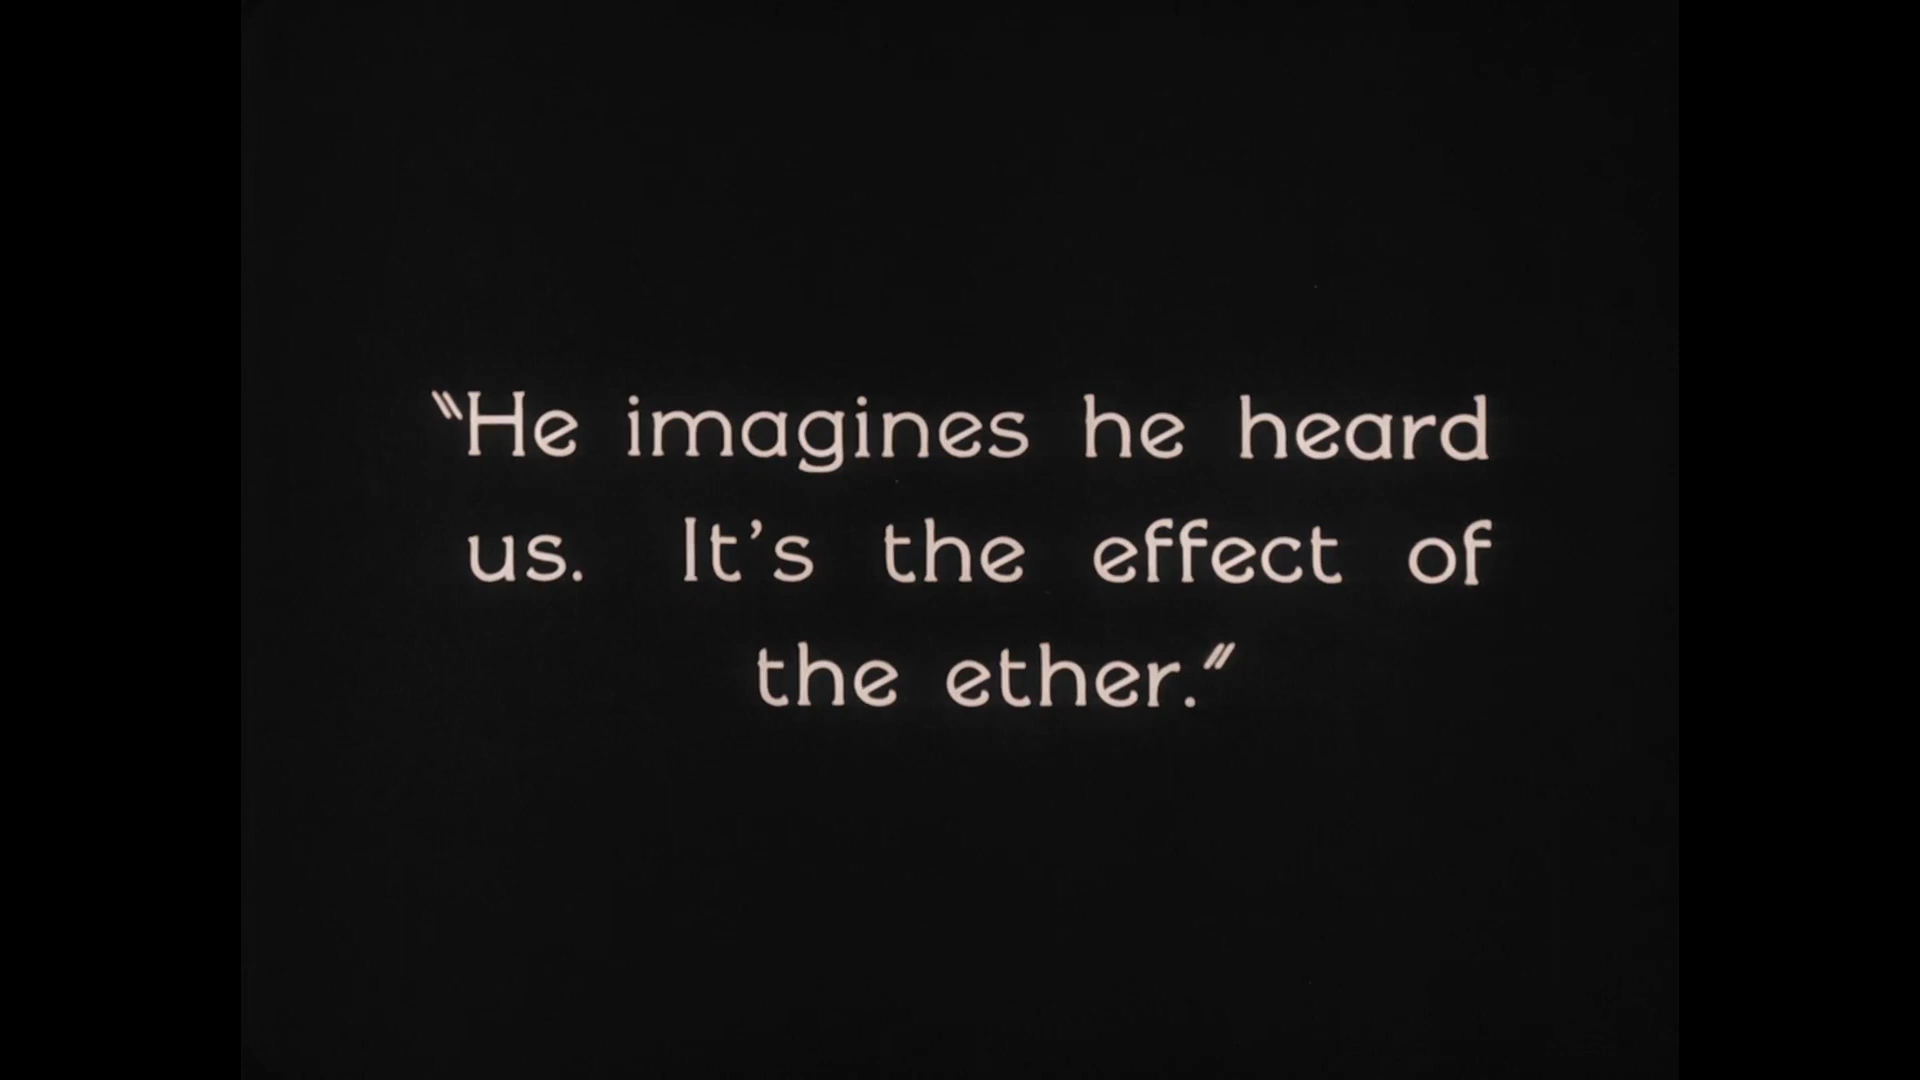 "He imagines he heard
us. It's the effect of
the ether."